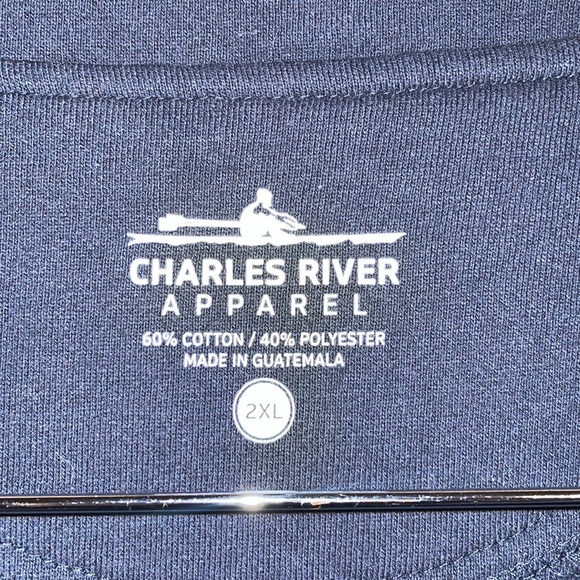 CHARLES RIVER
APPAREL
60% COTTON / 40% POLYESTER
MADE IN GUATEMALA
2XL